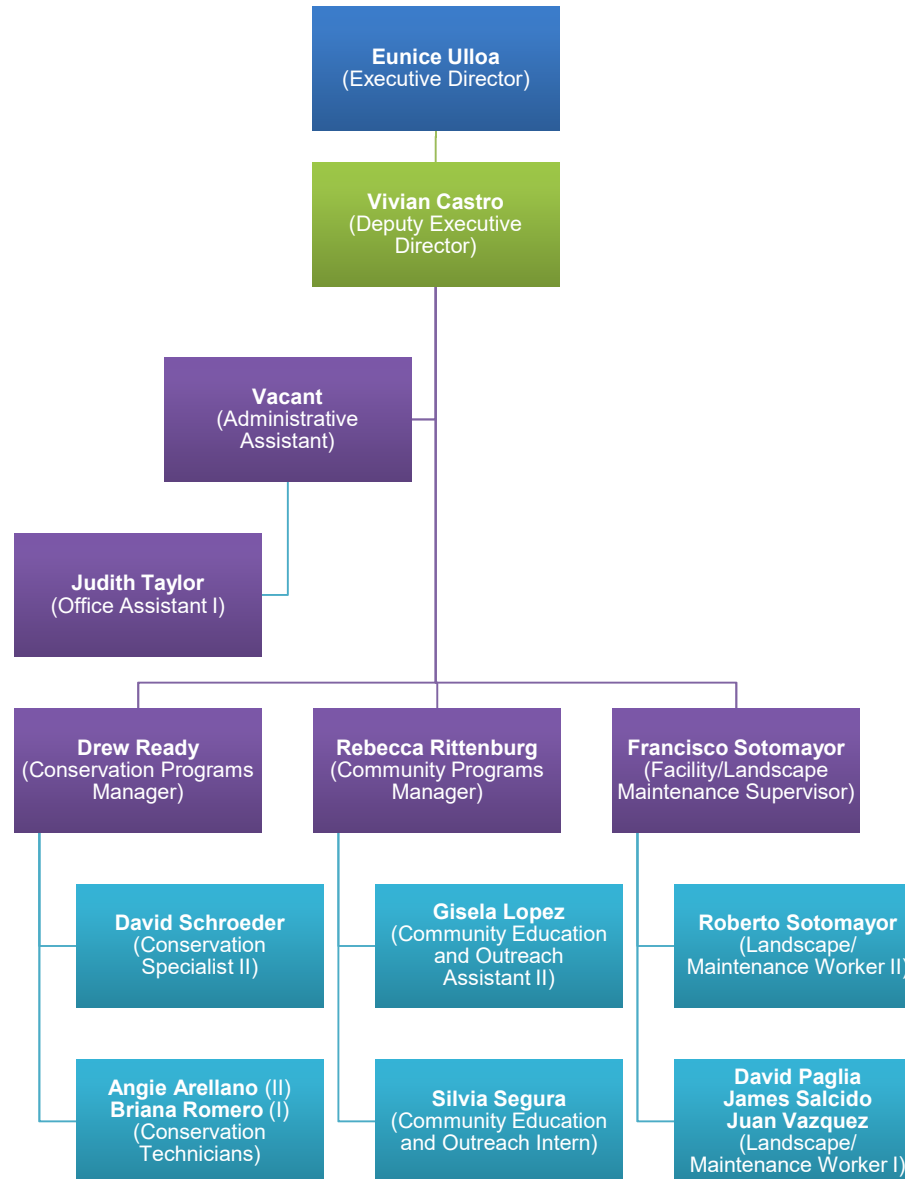 Eunice Ulloa
(Executive Director)
Vivian Castro
(Deputy Executive
Director)
Vacant
(Administrative
Assistant)
Judith Taylor
(Office Assistant I)
Drew Ready
(Conservation Programs
Manager)
Rebecca Rittenburg
(Community Programs
Manager)
Francisco Sotomayor
(Facility/Landscape
Maintenance Supervisor)
David Schroeder
(Conservation
Specialist II)
Gisela Lopez
(Community Education
and Outreach
Assistant II)
Roberto Sotomayor
(Landscape/
Maintenance Worker II)
Angie Arellano (II)
Briana Romero (I)
(Conservation
Technicians)
Silvia Segura
(Community Education
and Outreach Intern)
David Paglia
James Salcido
Juan Vazquez
(Landscape/
Maintenance Worker I)